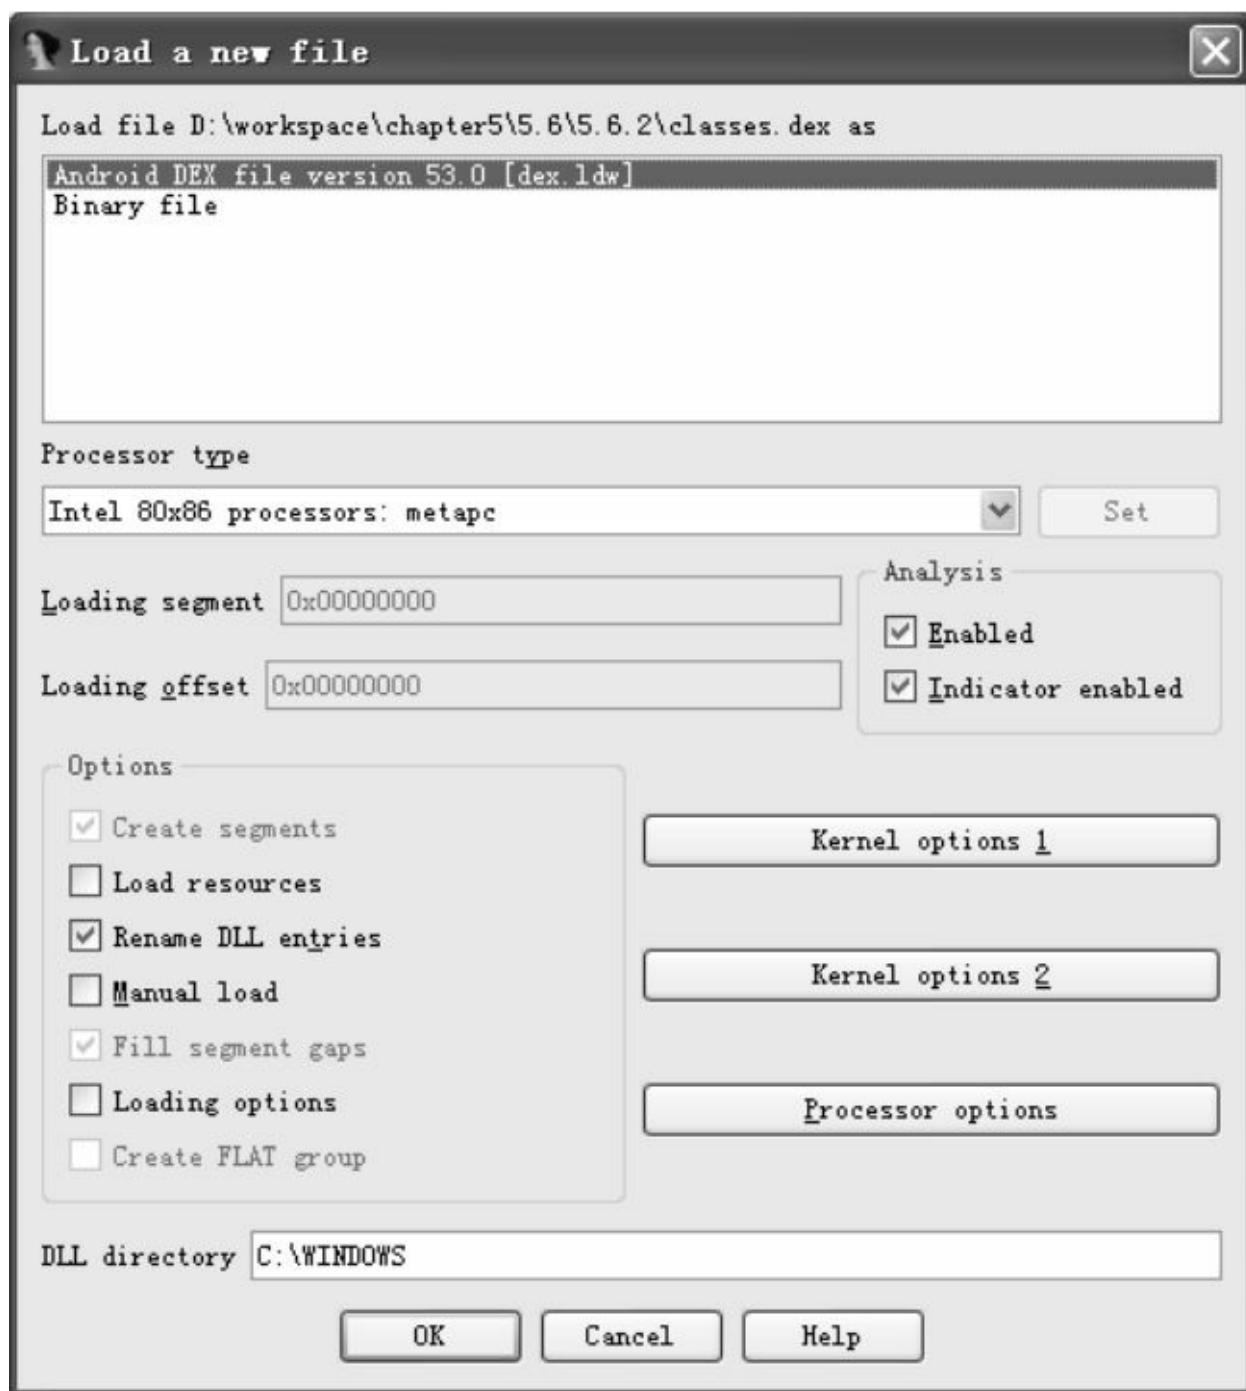 Load a new file
Load file D:\workspace\chapter5\5.6\5.6.2\classes.dex as
Android DEX file version 53.0 [dex.ldw]
Binary file
Processor type
Intel 80x86 processors: metapc
Set
Loading segment 0x00000000
Loading offset 0x00000000
Analysis
Enabled
Indicator enabled
Options
Create segments
Load resources
Rename DLL entries
Manual load
Fill segment gaps
Loading options
Create FLAT group
Kernel options 1
Kernel options 2
Processor options
DLL directory C:\WINDOWS
OK Cancel Help